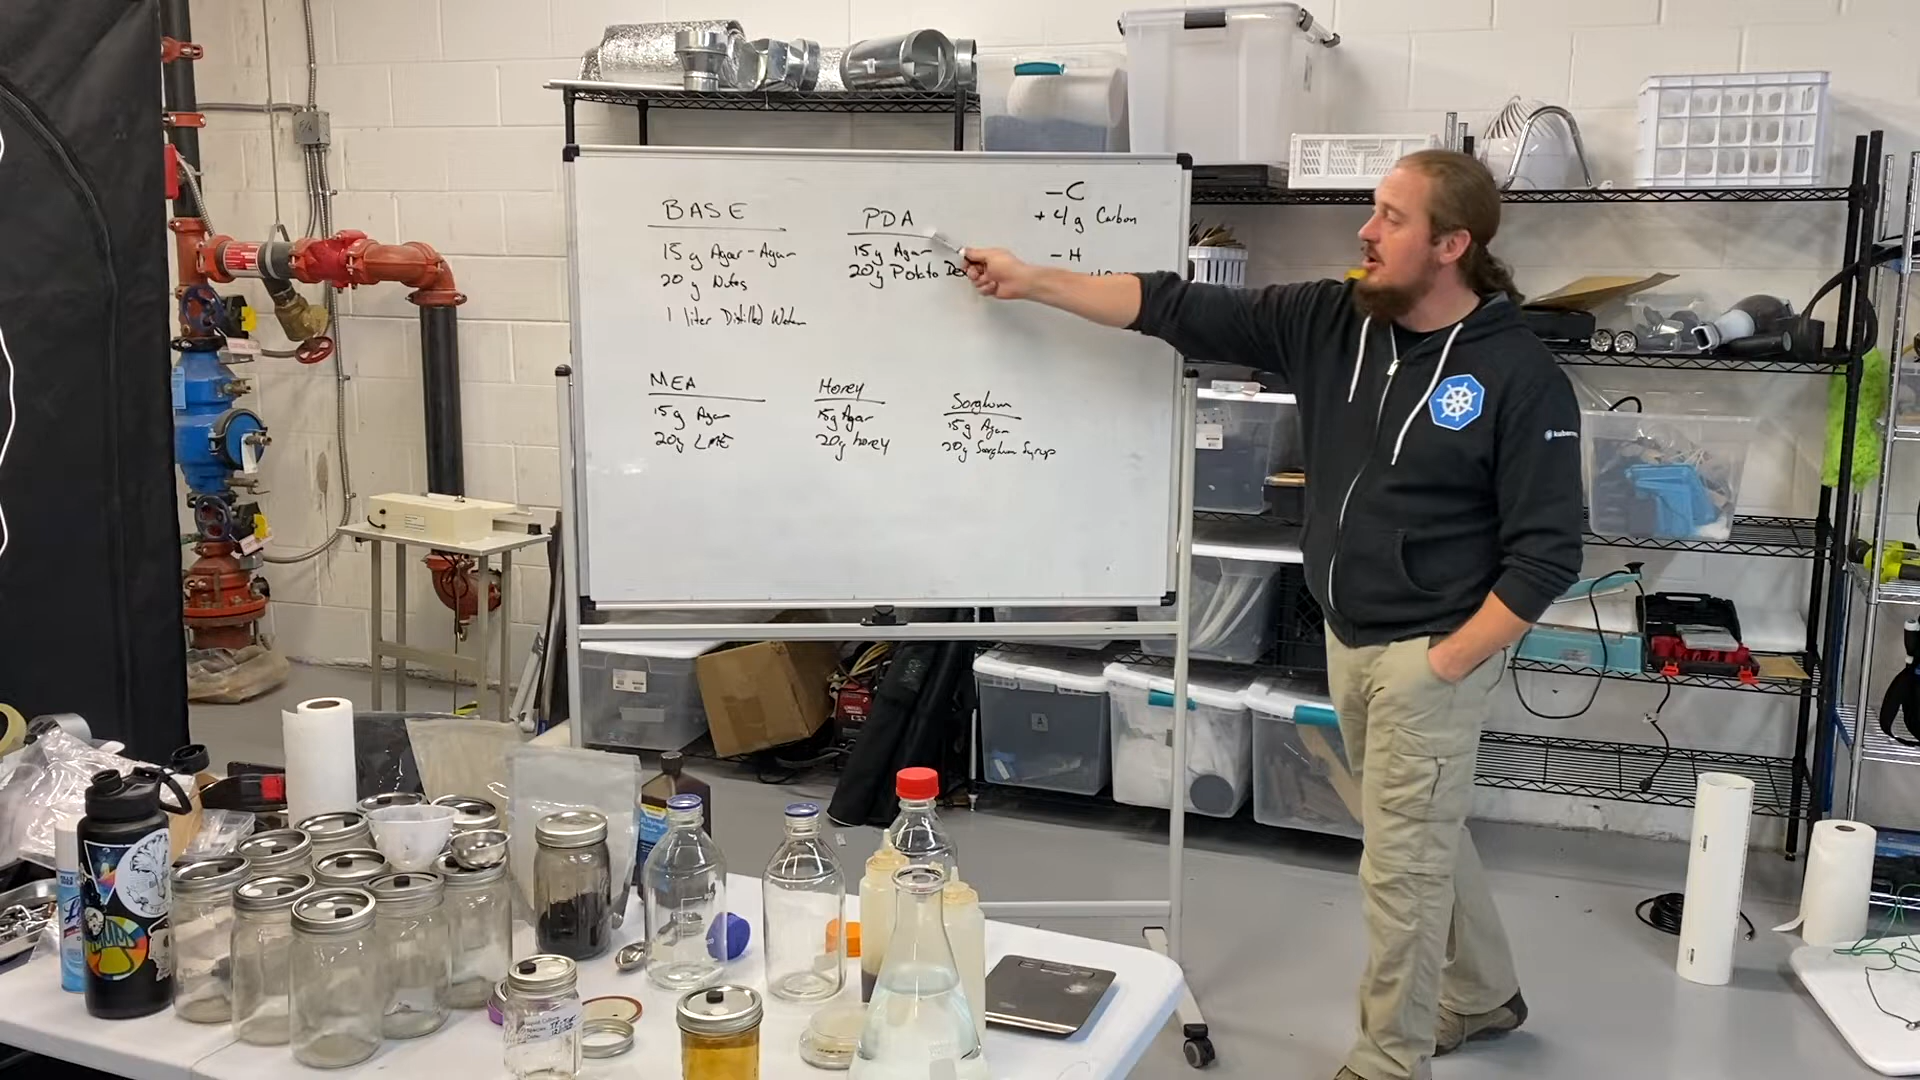 BASE
15 g Agar-Agar
20 g Nutes
1 liter Distilled Water
PDA
15g Agar
20g Potato
-C
+4g Carbon
-H
MEA
15g Agar
20g LME
Honey
15g Agar
20g honey
Sorghum
15g Agar
20g Sorghum Syrup
A